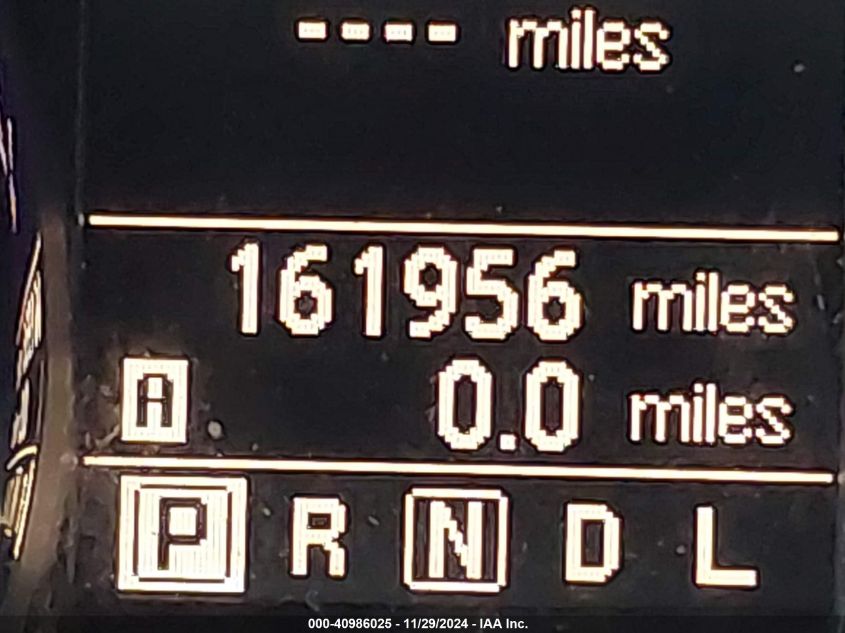 ---- miles
161956 miles
A 0.0 miles
P R N D L
000-40986025 - 11/29/2024 - IAA Inc.